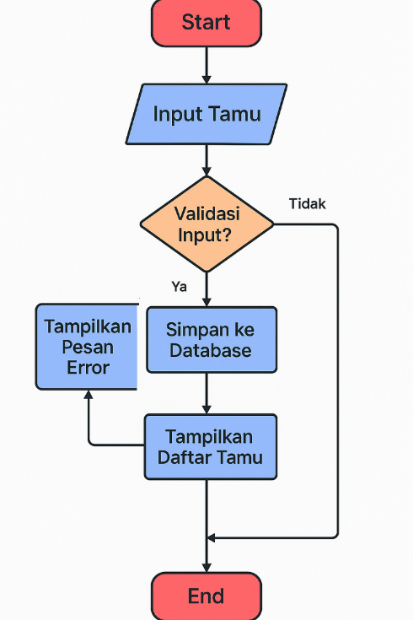 Start
Input Tamu
Validasi
Input?
Tidak
Ya
Tampilkan
Pesan
Error
Simpan ke
Database
Tampilkan
Daftar Tamu
End